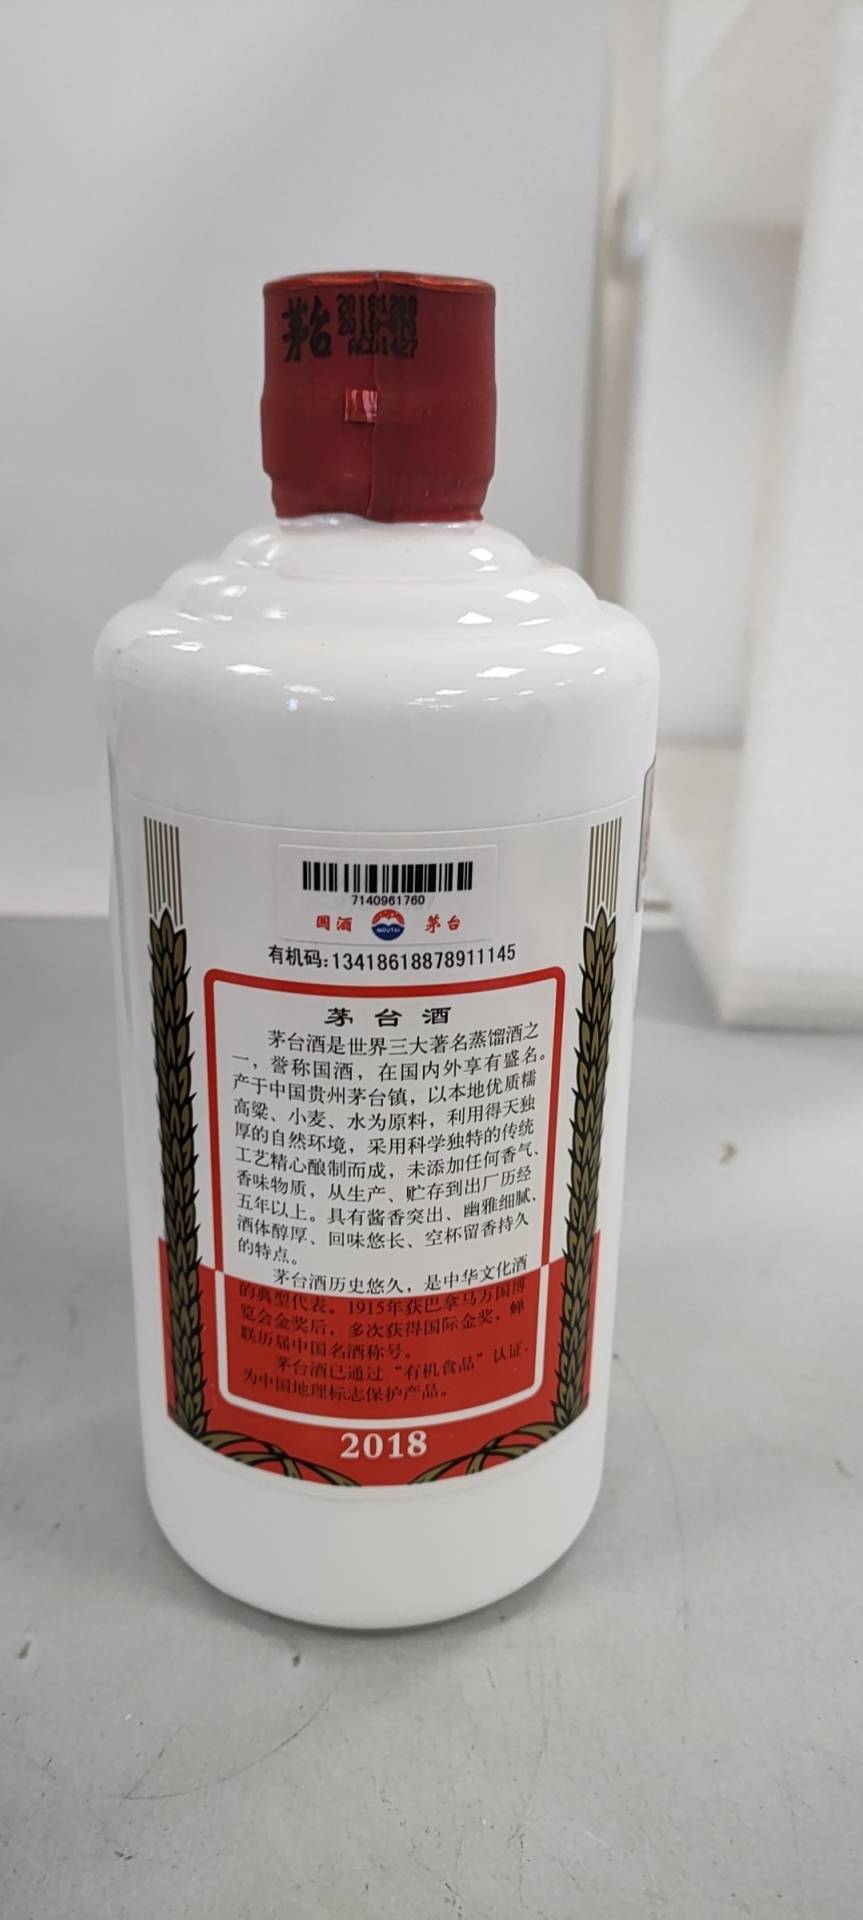 茅台
20181208
2018-076
ACD1427
7140961760
国酒 MOUTAI 茅台
有机码:13418618878911145
茅台酒
茅台酒是世界三大著名蒸馏酒之
一，誉称国酒，在国内外享有盛名。
产于中国贵州茅台镇，以本地优质糯
高粱、小麦、水为原料，利用得天独
厚的自然环境，采用科学独特的传统
工艺精心酿制而成，未添加任何香气、
香味物质，从生产、贮存到出厂历经
五年以上。具有酱香突出、幽雅细腻、
酒体醇厚、回味悠长、空杯留香持久
的特点。
茅台酒历史悠久，是中华文化酒
的典型代表。1915年获巴拿马万国博
览会金奖后，多次获得国际金奖，蝉
联历届中国名酒称号。
茅台酒已通过“有机食品”认证，
为中国地理标志保护产品。
2018